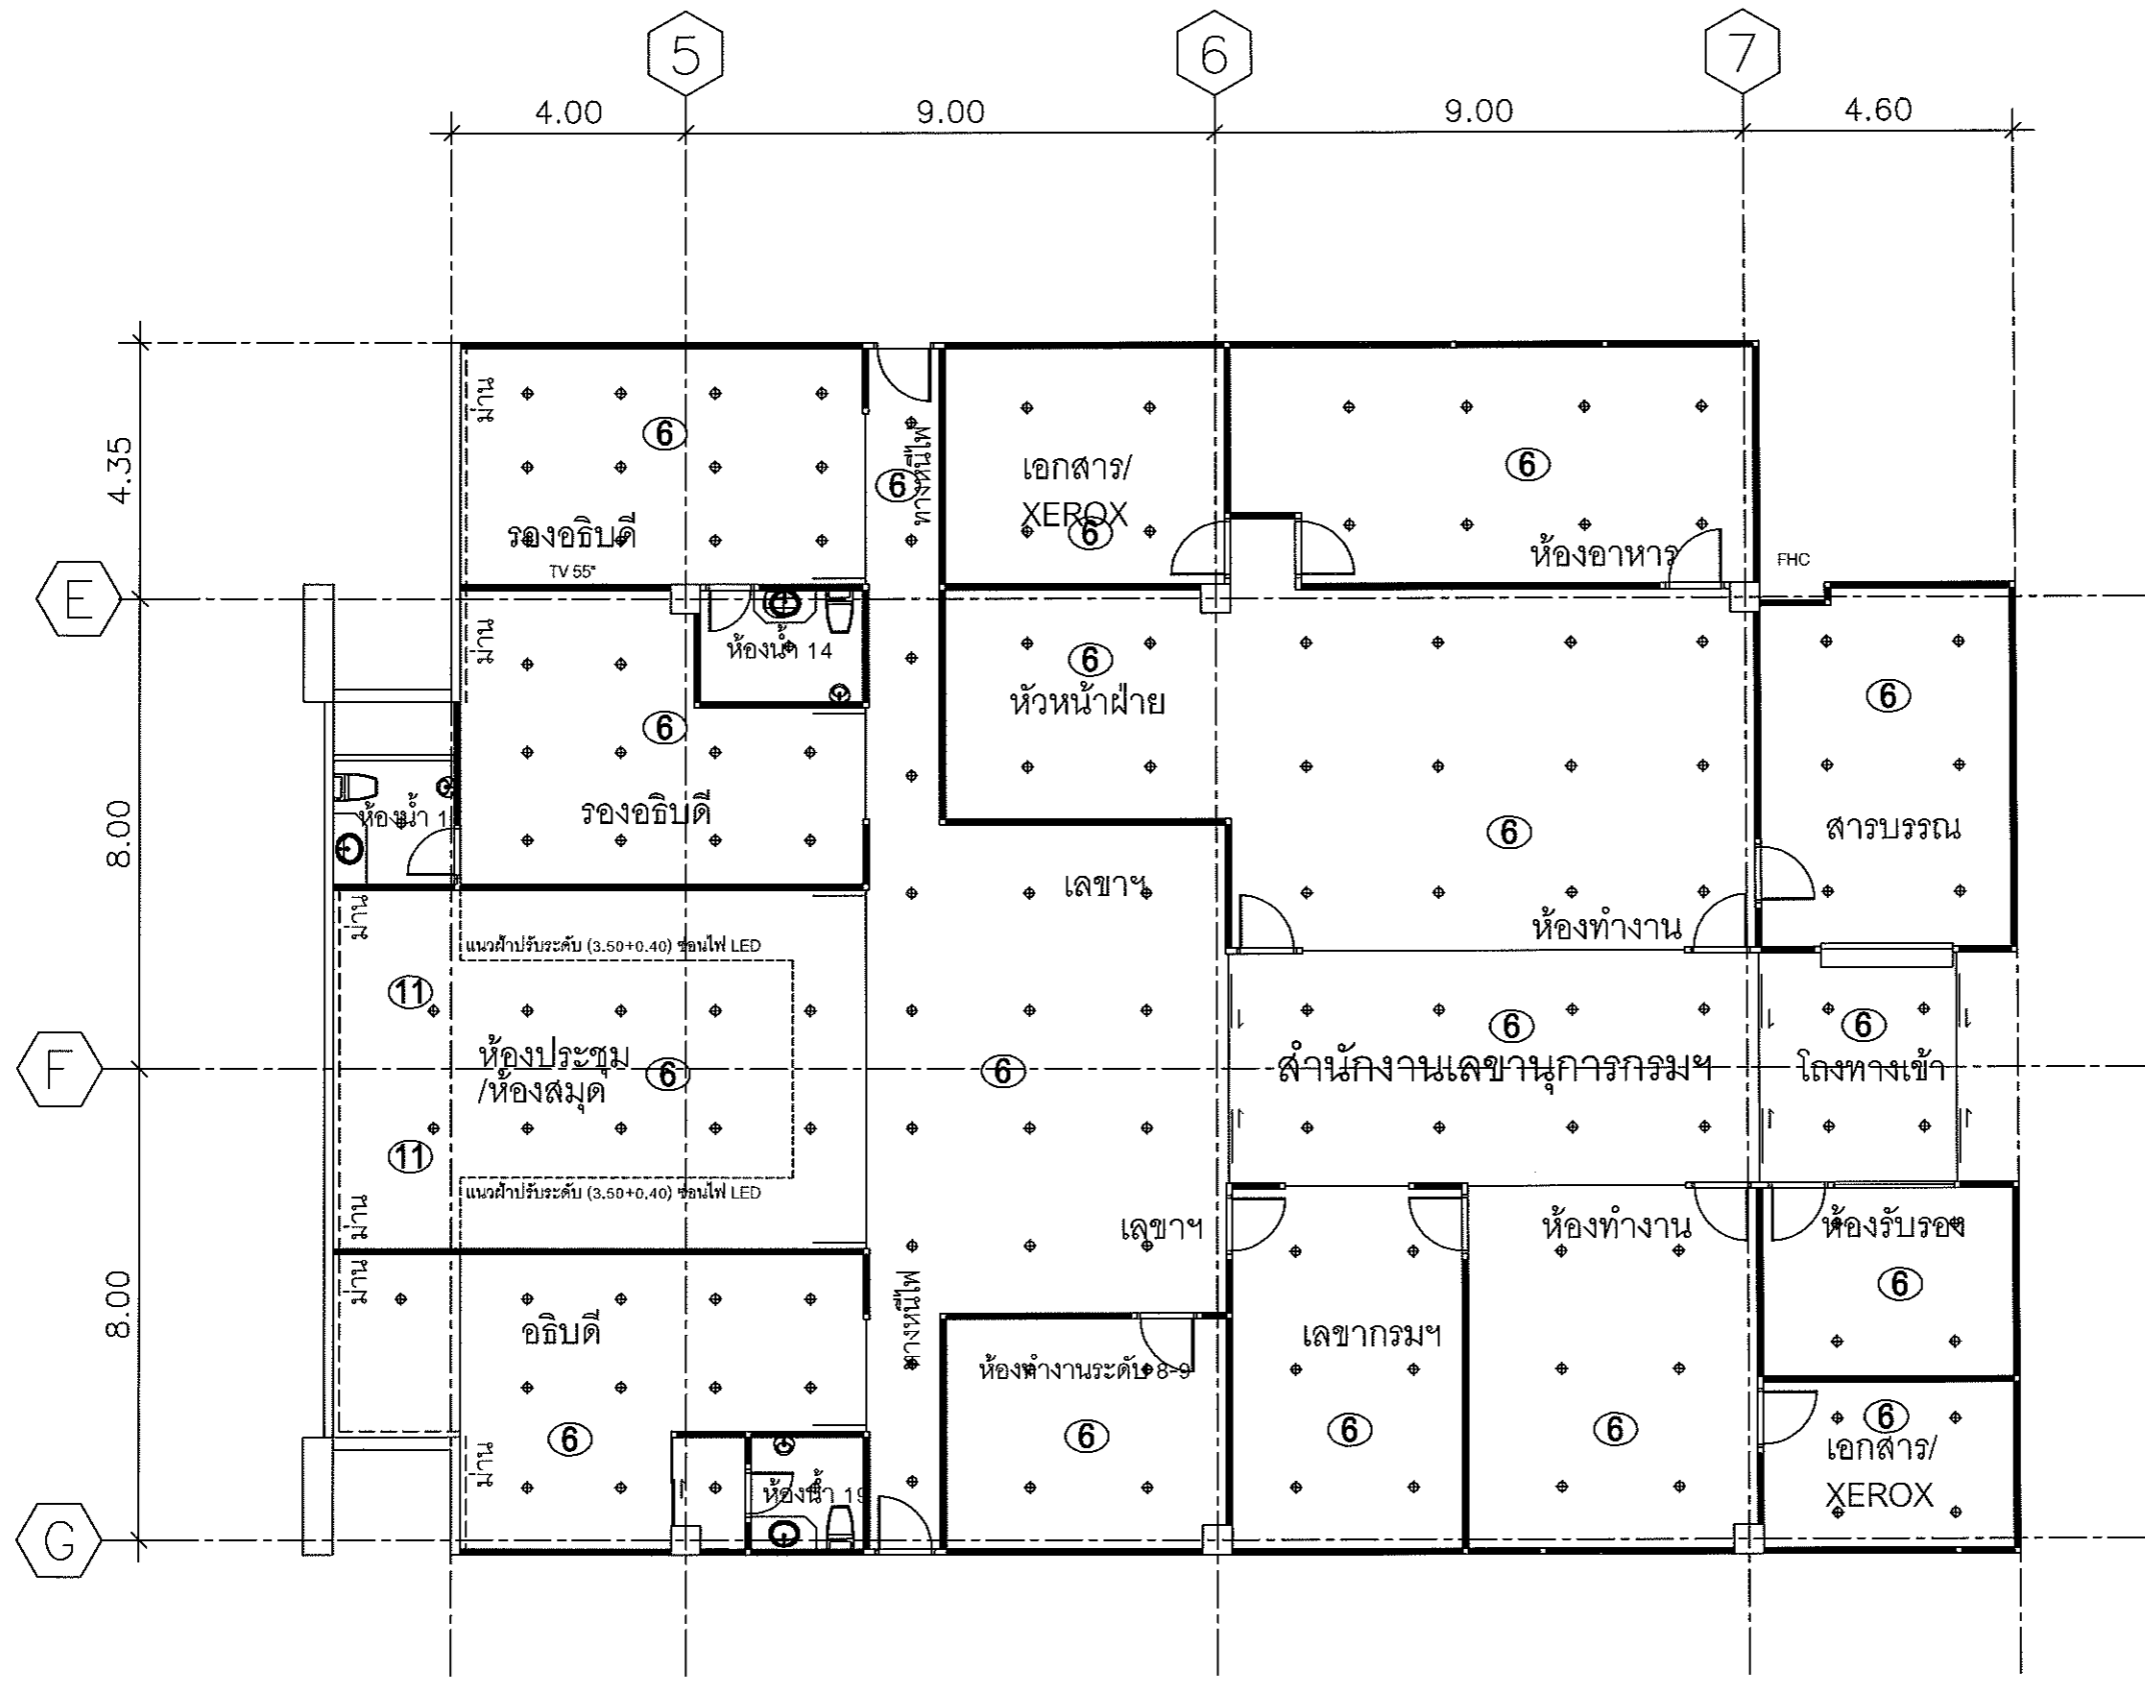 5
6
7
4.00
9.00
9.00
4.60
4.35
8.00
8.00
E
F
G
ม่าน
6
รองอธิบดี
TV 55"
6
ทางหนีไฟ
เอกสาร/
XEROX
6
6
ห้องอาหาร
FHC
ม่าน
ห้องน้ำ 14
6
รองอธิบดี
ห้องน้ำ 1
6
หัวหน้าฝ่าย
6
ห้องทำงาน
6
สารบรรณ
เลขาฯ
ม่าน
แนวฝ้าปรับระดับ (3.50+0.40) ซ่อนไฟ LED
11
ห้องประชุม
/ห้องสมุด
6
11
แนวฝ้าปรับระดับ (3.50+0.40) ซ่อนไฟ LED
ม่าน
6
6
สำนักงานเลขานุการกรมฯ
6
โถงทางเข้า
เลขาฯ
ม่าน
อธิบดี
6
ม่าน
ห้องน้ำ 19
ทางหนีไฟ
ห้องทำงานระดับ 8-9
6
เลขากรมฯ
6
ห้องทำงาน
6
ห้องรับรอง
6
6
เอกสาร/
XEROX